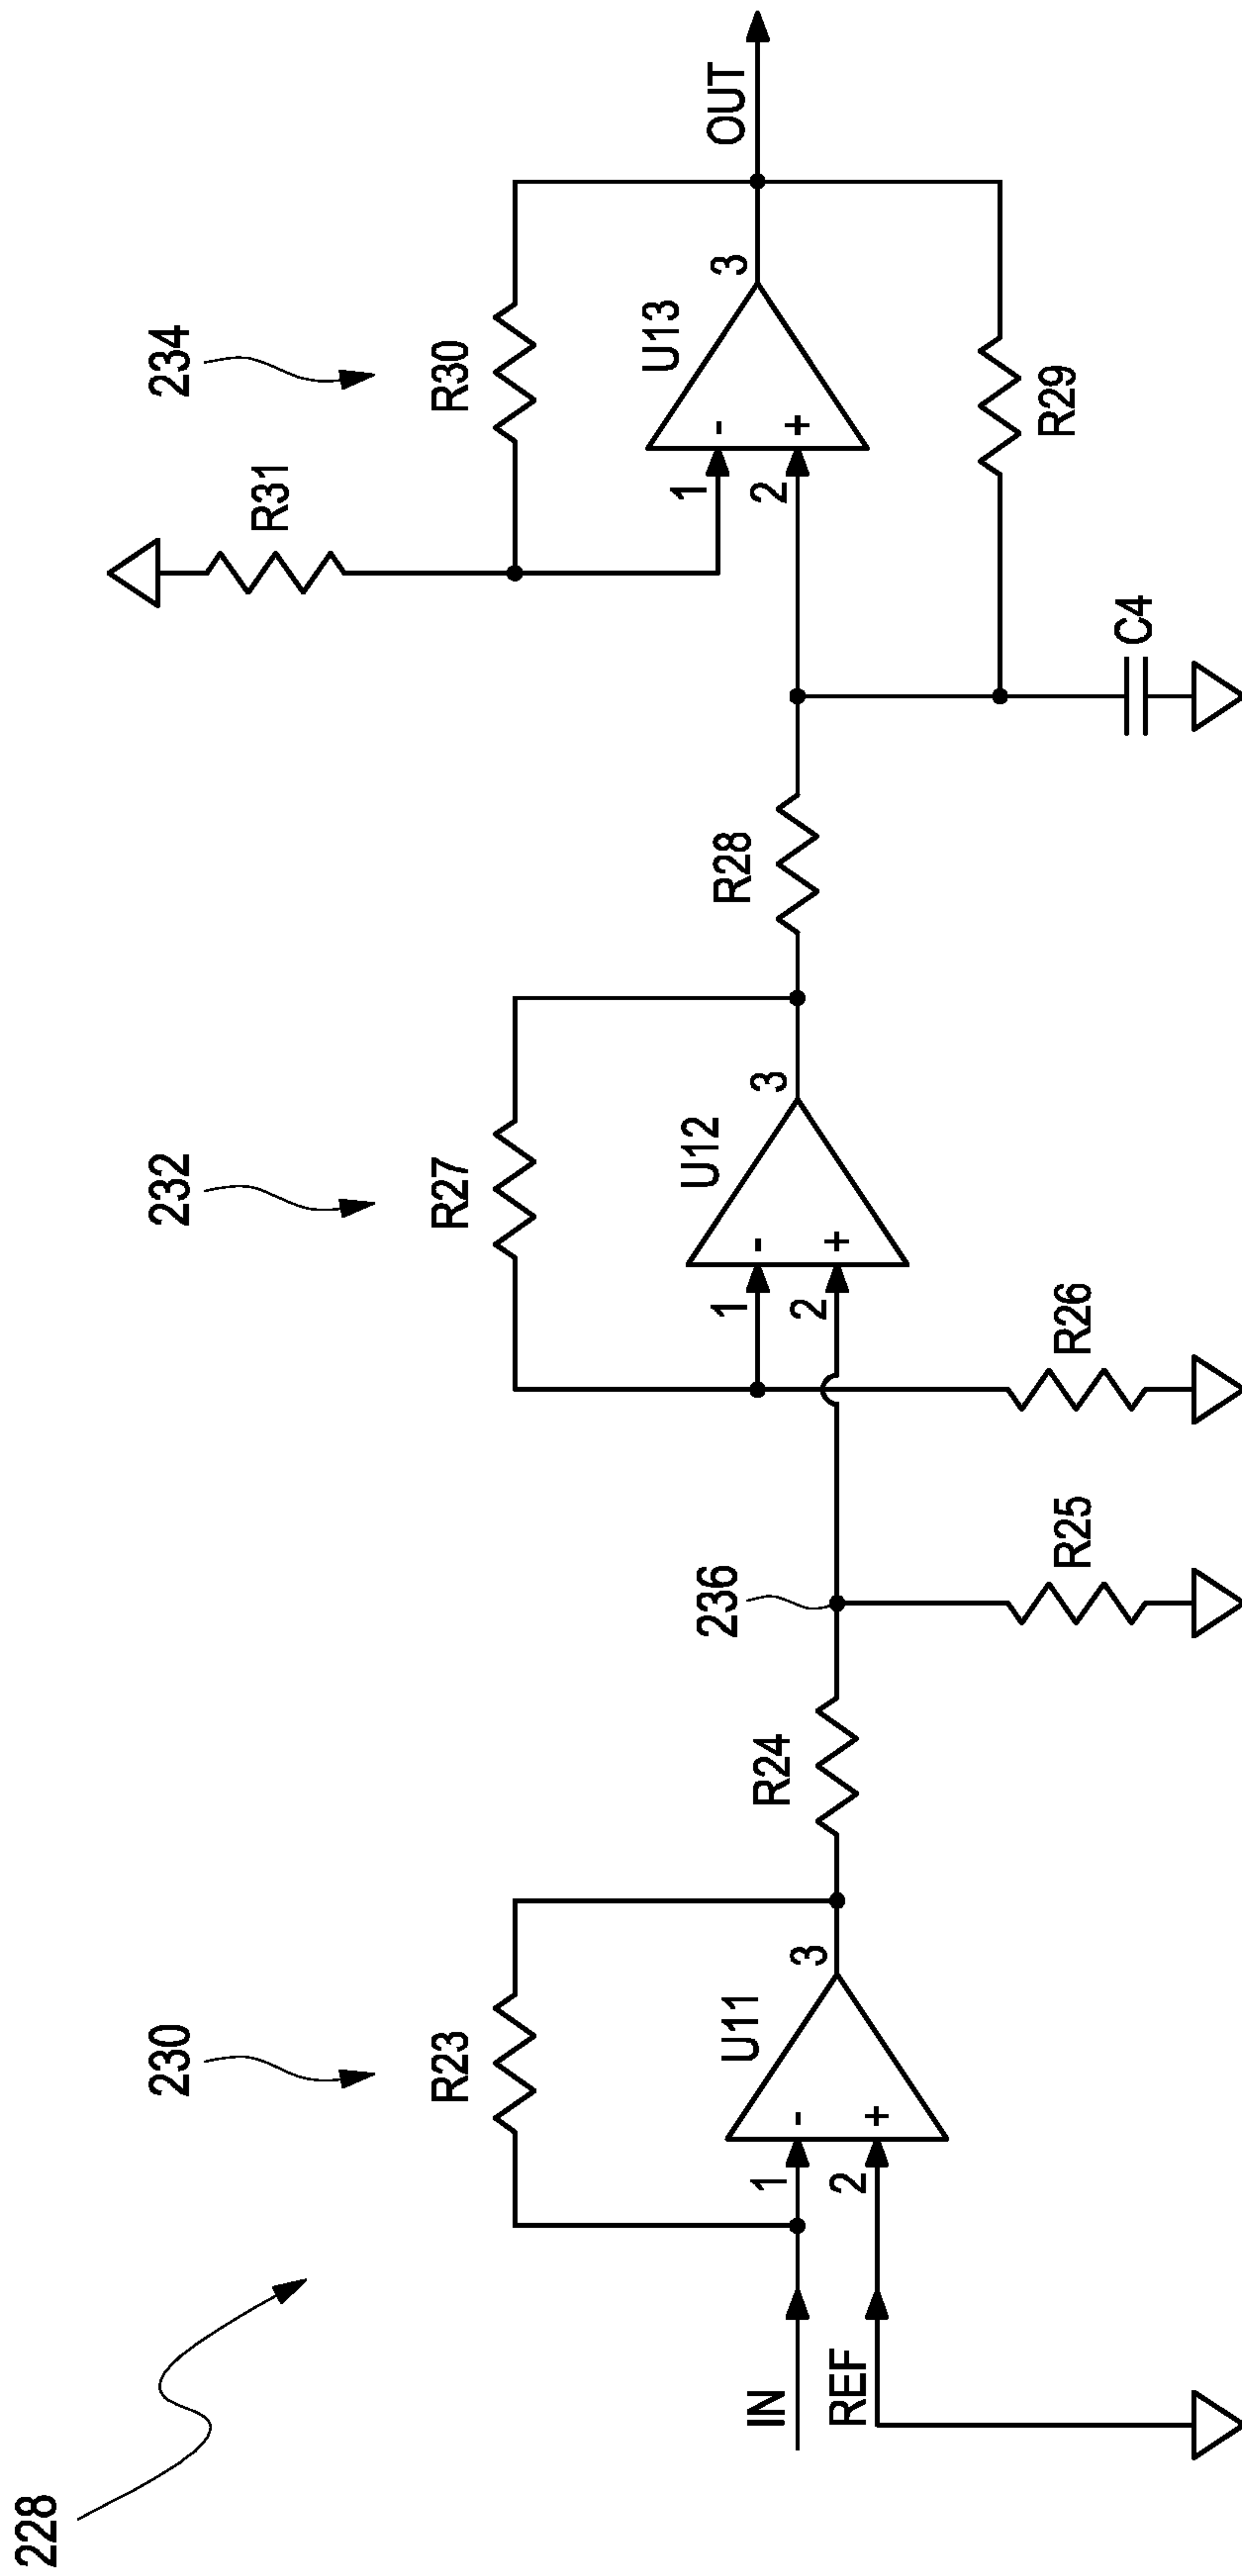 228
230
232
234
R23
R27
R30
R31
U11
U12
U13
OUT
IN
REF
1
2
-
+
3
R24
236
R25
1
2
-
+
3
R26
R28
1
2
-
+
3
R29
C4